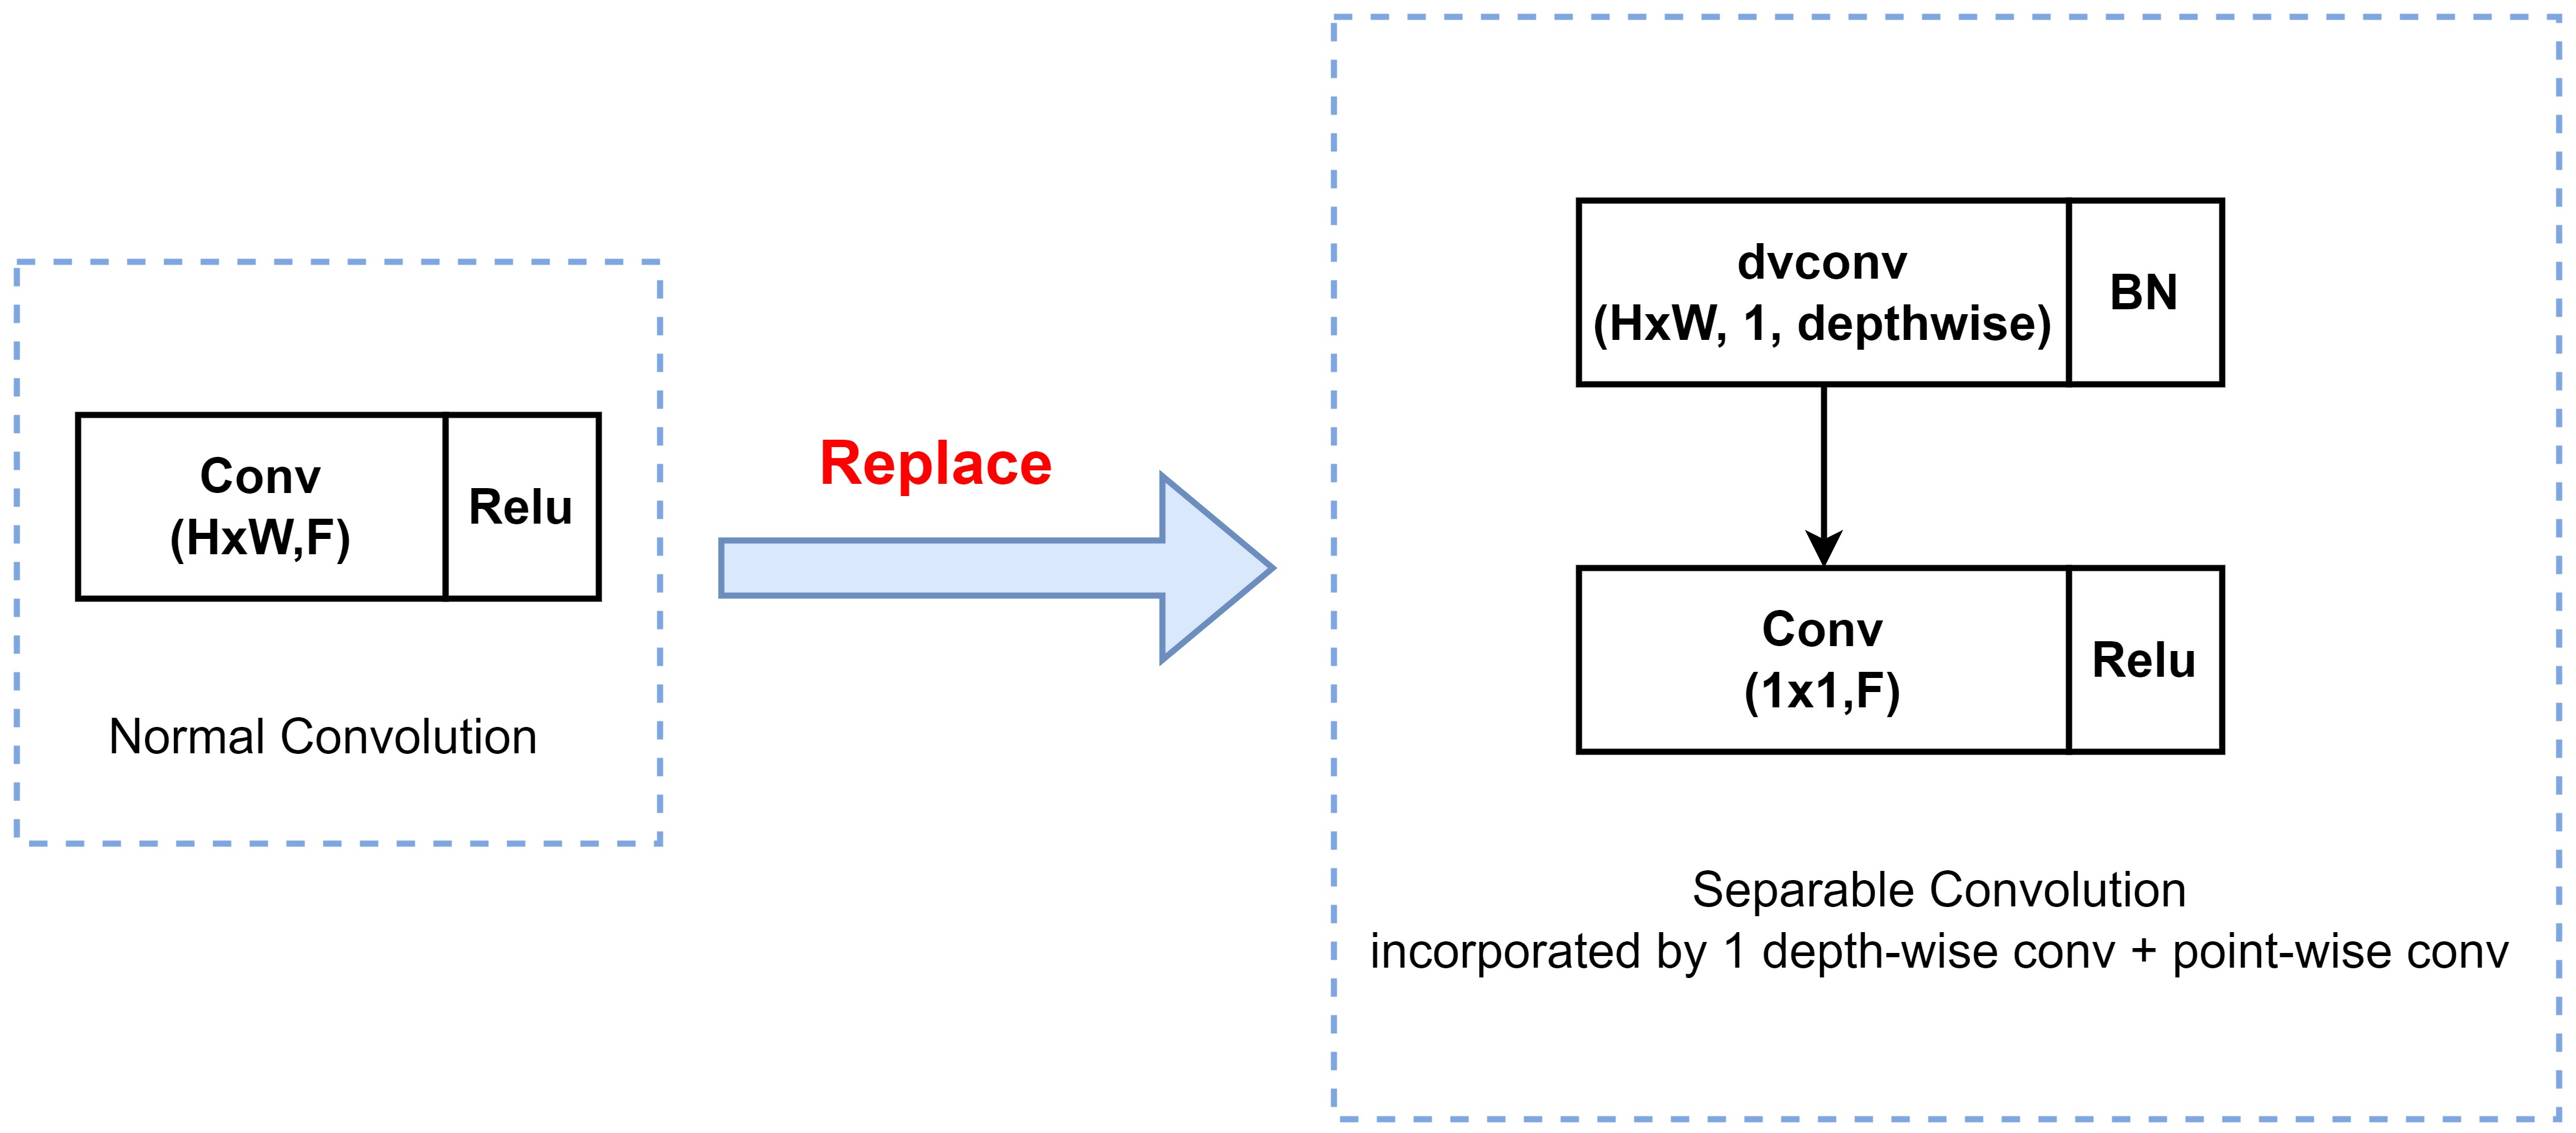 Conv
(HxW,F)
Relu
Normal Convolution
Replace
dvconv
(HxW, 1, depthwise)
BN
Conv
(1x1,F)
Relu
Separable Convolution
incorporated by 1 depth-wise conv + point-wise conv